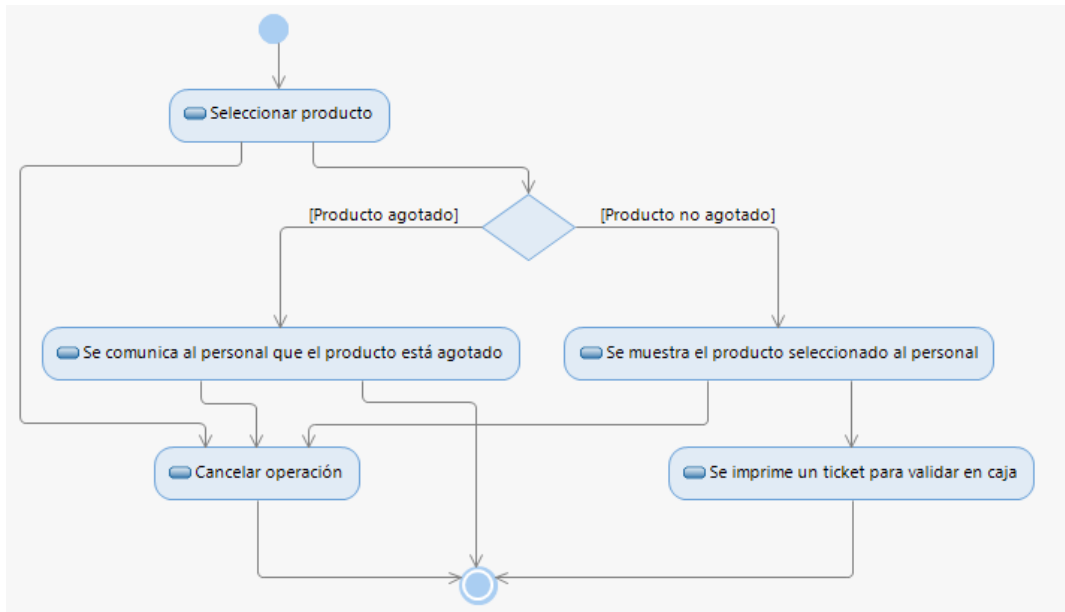 Seleccionar producto
[Producto agotado]
[Producto no agotado]
Se comunica al personal que el producto está agotado
Se muestra el producto seleccionado al personal
Cancelar operación
Se imprime un ticket para validar en caja